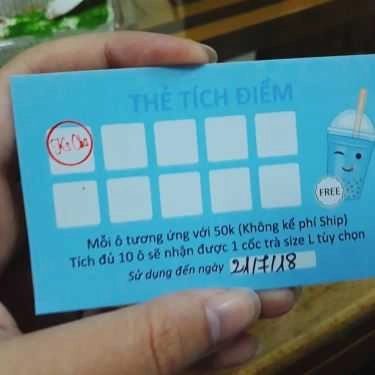 THẺ TÍCH ĐIỂM
FREE
Mỗi ô tương ứng với 50k (Không kể phí Ship)
Tích đủ 10 ô sẽ nhận được 1 cốc trà size L tùy chọn
Sử dụng đến ngày 21/7/18